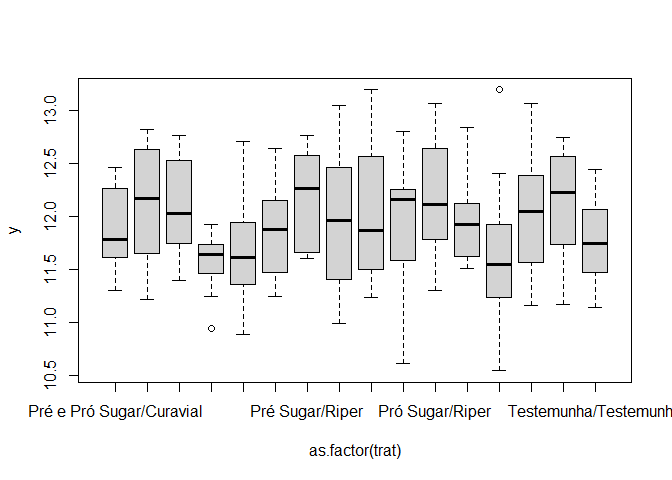 13.0
12.5
12.0
11.5
11.0
10.5
y
Pré e Pró Sugar/Curavial Pré Sugar/Riper Pró Sugar/Riper Testemunha/Testemunh
as.factor(trat)